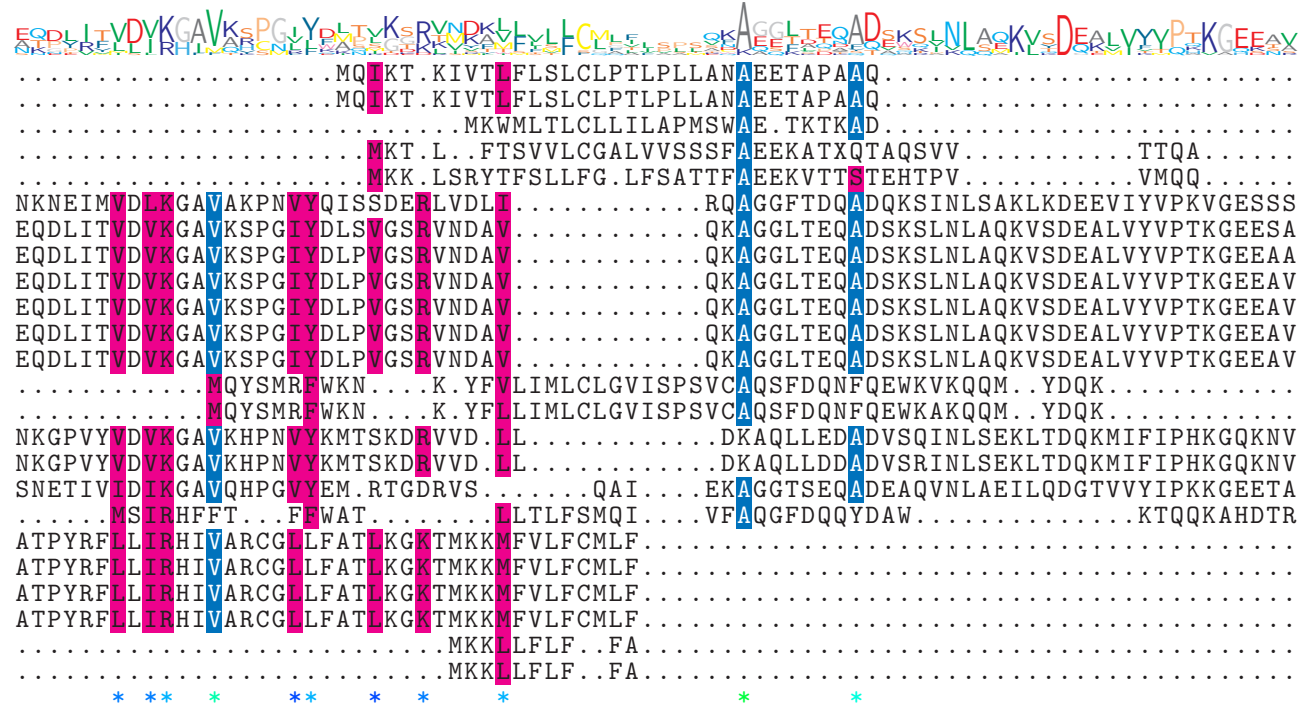 ....................MQIKT.KIVTLFLSLCLPTLPLLANAEETAPAAQ..........................
....................MQIKT.KIVTLFLSLCLPTLPLLANAEETAPAAQ..........................
............................MKWMLTLCLLILAPMSWAE.TKTKAD..........................
......................MKT.L..FTSVVLCGALVVSSSFAEEKATXQTAQSVV...........TTQA......
......................MKK.LSRYTFSLLFG.LFSATTFAEEKVTTSTEHTPV...........VMQQ......
NKNEIMVDLKGAVAKPNVYQISSDERLVDLI............RQAGGFTDQADQKSINLSAKLKDEEVIYVPKVGESSS
EQDLITVDVKGAVKSPGIYDLSVGSRVNDAV............QKAGGLTEQADSKSLNLAQKVSDEALVYVPTKGEESA
EQDLITVDVKGAVKSPGIYDLPVGSRVNDAV............QKAGGLTEQADSKSLNLAQKVSDEALVYVPTKGEEAA
EQDLITVDVKGAVKSPGIYDLPVGSRVNDAV............QKAGGLTEQADSKSLNLAQKVSDEALVYVPTKGEEAV
EQDLITVDVKGAVKSPGIYDLPVGSRVNDAV............QKAGGLTEQADSKSLNLAQKVSDEALVYVPTKGEEAV
EQDLITVDVKGAVKSPGIYDLPVGSRVNDAV............QKAGGLTEQADSKSLNLAQKVSDEALVYVPTKGEEAV
EQDLITVDVKGAVKSPGIYDLPVGSRVNDAV............QKAGGLTEQADSKSLNLAQKVSDEALVYVPTKGEEAV
............MQYSMRFWKN....K.YFVLIMLCLGVISPSVCAQSFDQNFQEWKVKQQM..YDQK............
............MQYSMRFWKN....K.YFLLIMLCLGVISPSVCAQSFDQNFQEWKAKQQM..YDQK............
NKGPVYVDVKGAVKHPNVYKMTSKDRVVD.LL............DKAQLLEDADVSQINLSEKLTDQKMIFIPHKGQKNV
NKGPVYVDVKGAVKHPNVYKMTSKDRVVD.LL............DKAQLLDDADVSRINLSEKLTDQKMIFIPHKGQKNV
SNETIVIDIKGAVQHPGVYEM.RTGDRVS.......QAI....EKAGGTSEQADEAQVNLAEILQDGTVVYIPKKGEETA
......MSIRHFFT...FFWAT........LLTLFSMQI....VFAQGFDQQYDAW..............KTQQKAHDTR
ATPYRFLLIRHIVARCGLLFATLKGKTMKKMFVLFCMLF.........................................
ATPYRFLLIRHIVARCGLLFATLKGKTMKKMFVLFCMLF.........................................
ATPYRFLLIRHIVARCGLLFATLKGKTMKKMFVLFCMLF.........................................
ATPYRFLLIRHIVARCGLLFATLKGKTMKKMFVLFCMLF.........................................
...........................MKKLLFLF..FA.........................................
...........................MKKLLFLF..FA.........................................
* ** * ** * * * * *